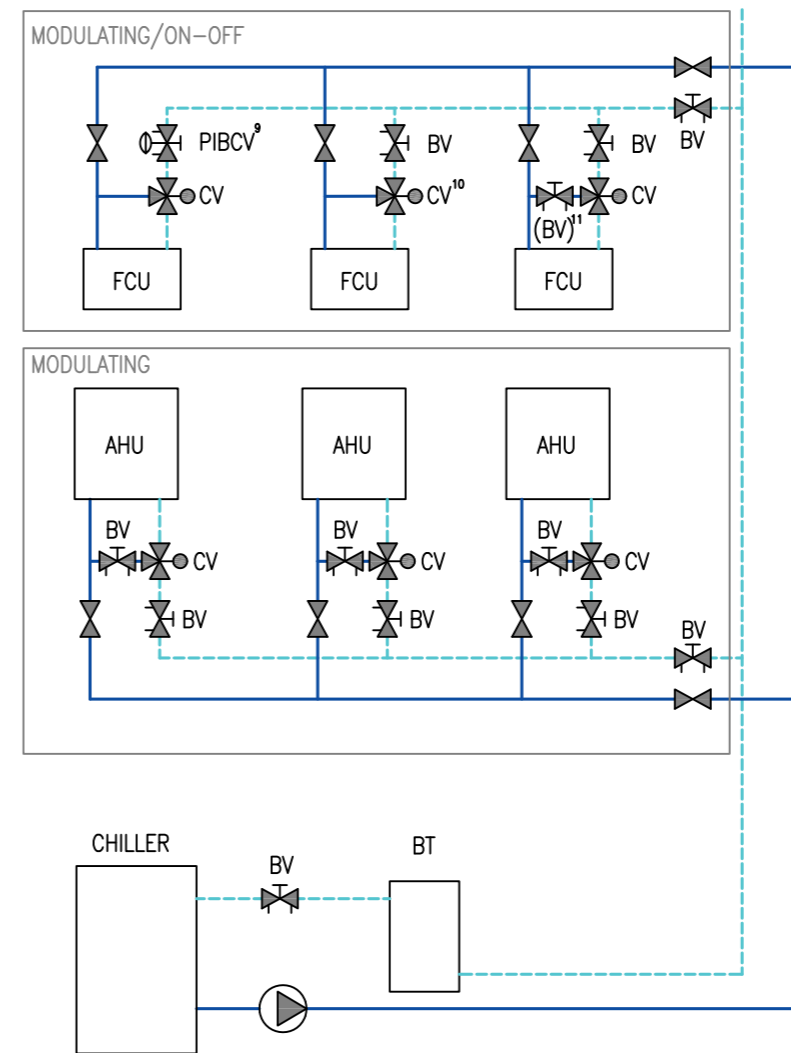 MODULATING/ON-OFF
PIBCV⁹ BV BV BV
CV CV¹⁰ CV
(BV)¹¹
FCU FCU FCU
MODULATING
AHU AHU AHU
BV BV BV
CV CV CV
BV BV BV BV
CHILLER BT
BV